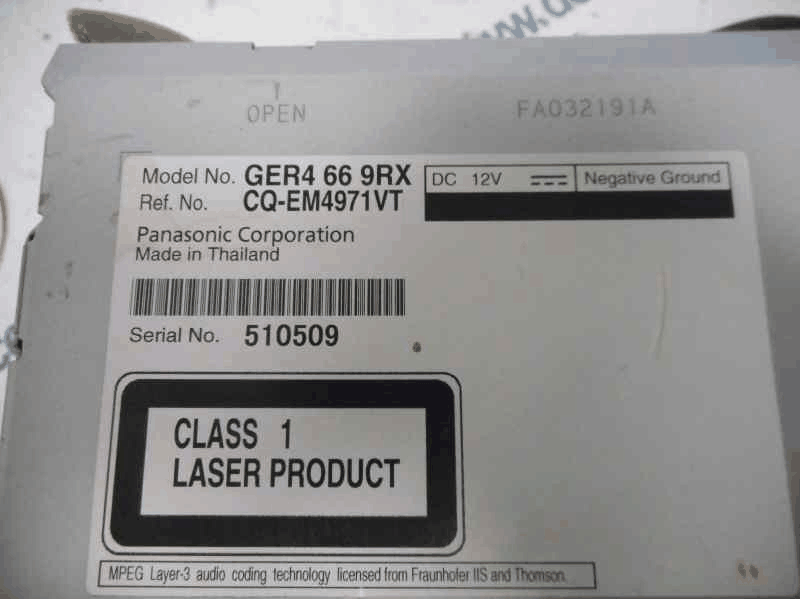 OPEN
FA032191A
Model No. GER4 66 9RX
DC 12V
Negative Ground
Ref. No. CQ-EM4971VT
Panasonic Corporation
Made in Thailand
Serial No. 510509
CLASS 1
LASER PRODUCT
MPEG Layer-3 audio coding technology licensed from Fraunhofer IIS and Thomson.